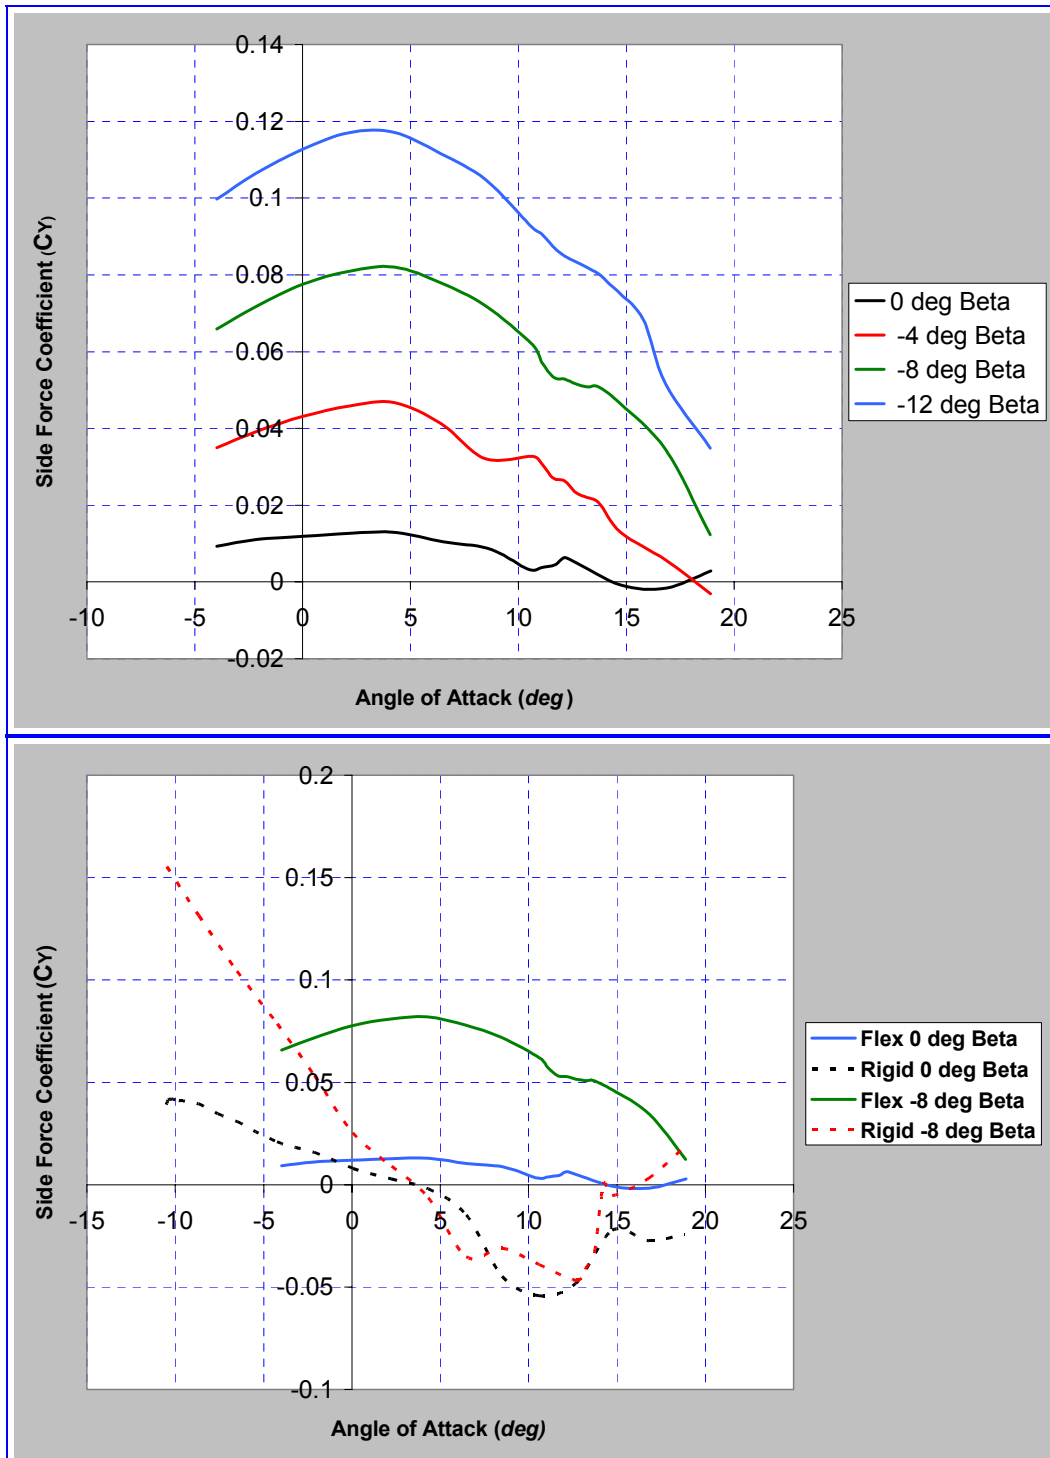 0.14
0.12
0.1
0.08
0.06
0.04
0.02
0
-0.02
-10 -5 0 5 10 15 20 25
Side Force Coefficient (CY)
Angle of Attack (deg)
0 deg Beta
-4 deg Beta
-8 deg Beta
-12 deg Beta
0.2
0.15
0.1
0.05
0
-0.05
-0.1
-15 -10 -5 0 5 10 15 20 25
Side Force Coefficient (CY)
Angle of Attack (deg)
Flex 0 deg Beta
Rigid 0 deg Beta
Flex -8 deg Beta
Rigid -8 deg Beta